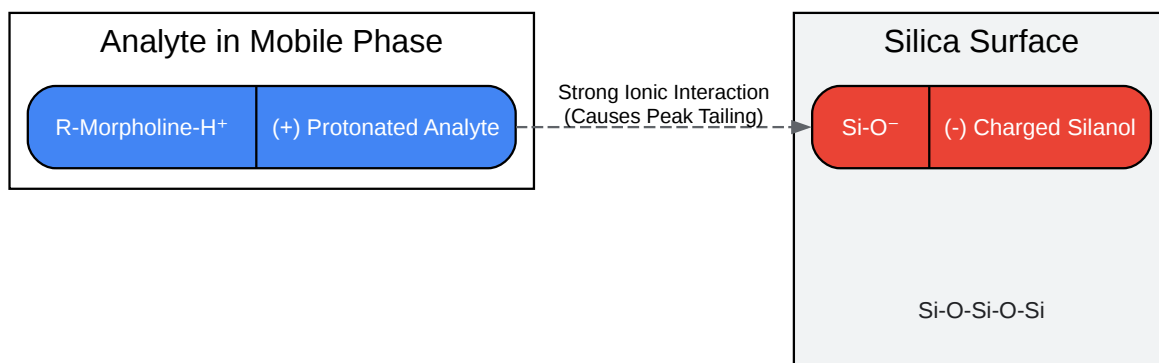 Analyte in Mobile Phase
R-Morpholine-H⁺
(+) Protonated Analyte
Strong Ionic Interaction
(Causes Peak Tailing)
Silica Surface
Si-O⁻
(-) Charged Silanol
Si-O-Si-O-Si